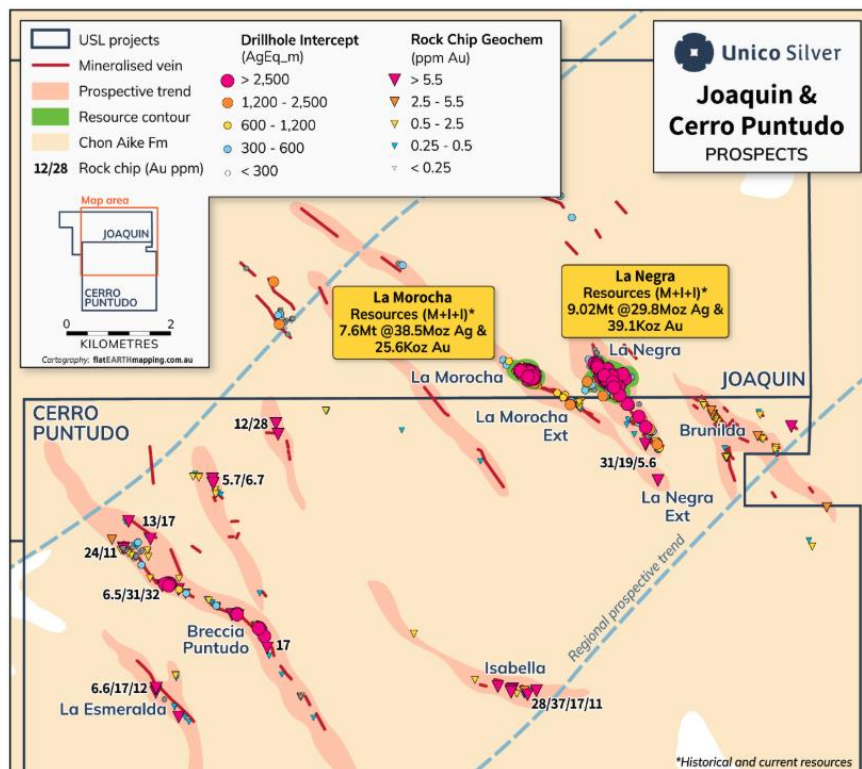 USL projects
Mineralised vein
Prospective trend
Resource contour
Chon Aike Fm
12/28 Rock chip (Au ppm)
Drillhole Intercept
(AgEq_m)
> 2,500
1,200 - 2,500
600 - 1,200
300 - 600
< 300
Rock Chip Geochem
(ppm Au)
> 5.5
2.5 - 5.5
0.5 - 2.5
0.25 - 0.5
< 0.25
Unico Silver
Joaquin &
Cerro Puntudo
PROSPECTS
Map area
JOAQUIN
CERRO
PUNTUDO
0 2
KILOMETRES
Cartography: flatEARTHmapping.com.au
La Morocha
Resources (M+I+I)*
7.6Mt @38.5Moz Ag &
25.6Koz Au
La Negra
Resources (M+I+I)*
9.02Mt @29.8Moz Ag &
39.1Koz Au
La Negra
La Morocha
JOAQUIN
CERRO
PUNTUDO
La Morocha
Ext
12/28
Brunilda
31/19/5.6
5.7/6.7
La Negra
Ext
13/17
24/11
6.5/31/32
Breccia
Puntudo
17
Regional prospective trend
Isabella
6.6/17/12
La Esmeralda
28/37/17/11
*Historical and current resources